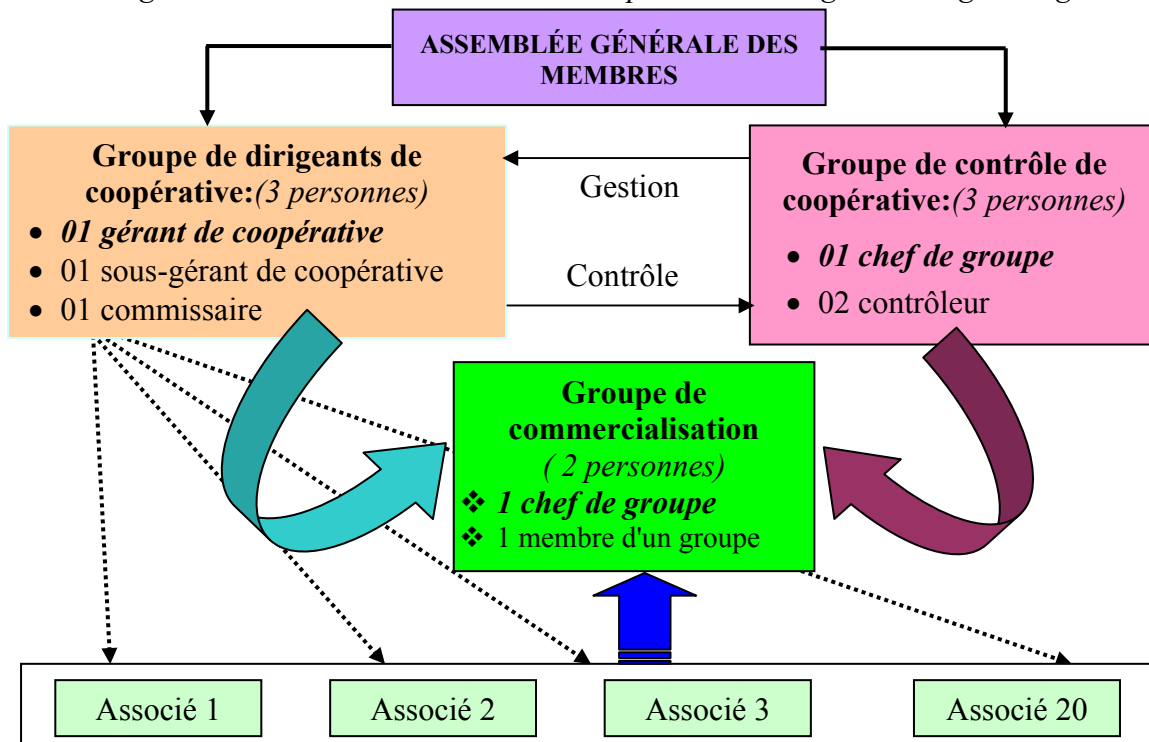 ASSEMBLÉE GÉNÉRALE DES
MEMBRES
Groupe de dirigeants de
coopérative:(3 personnes)
• 01 gérant de coopérative
• 01 sous-gérant de coopérative
• 01 commissaire
Gestion
Contrôle
Groupe de contrôle de
coopérative:(3 personnes)
• 01 chef de groupe
• 02 contrôleur
Groupe de
commercialisation
( 2 personnes)
❖ 1 chef de groupe
❖ 1 membre d'un groupe
Associé 1
Associé 2
Associé 3
Associé 20